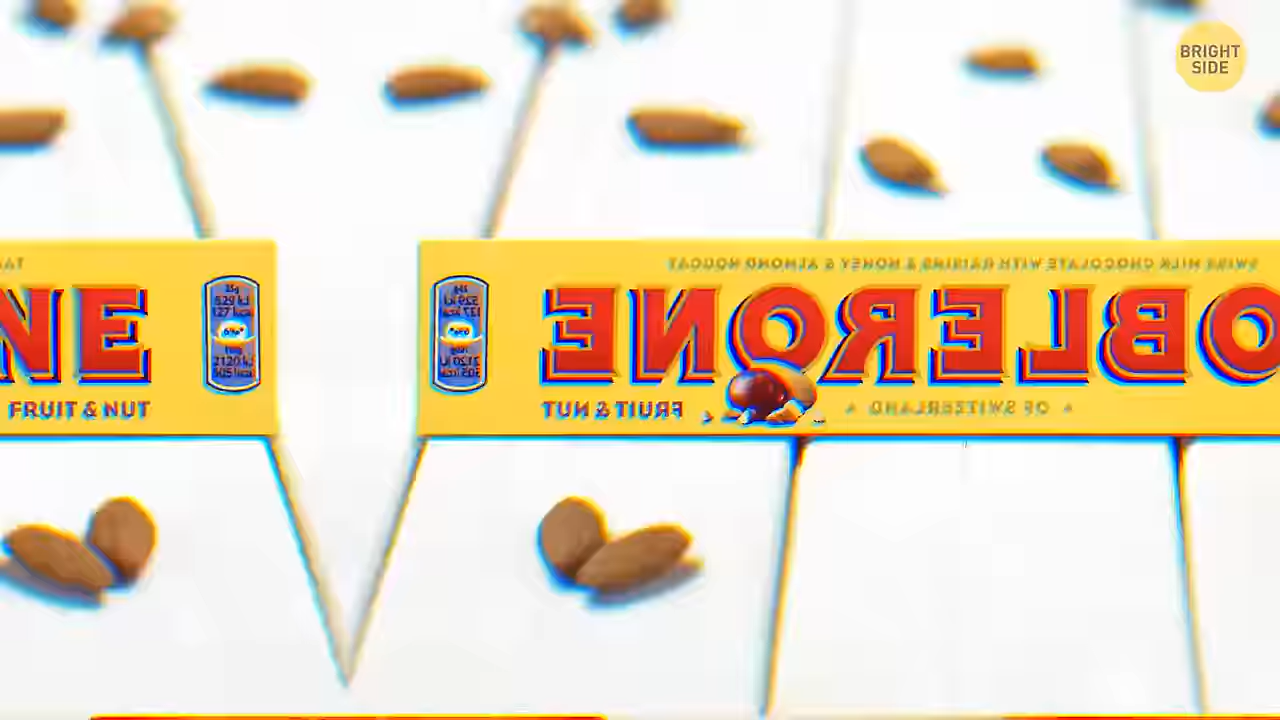 BRIGHT
SIDE
SWISS MILK CHOCOLATE WITH RAISINS & HONEY & ALMOND NOUGAT
NE
OBLERONE
FRUIT & NUT
FRUIT & NUT
OF SWITZERLAND